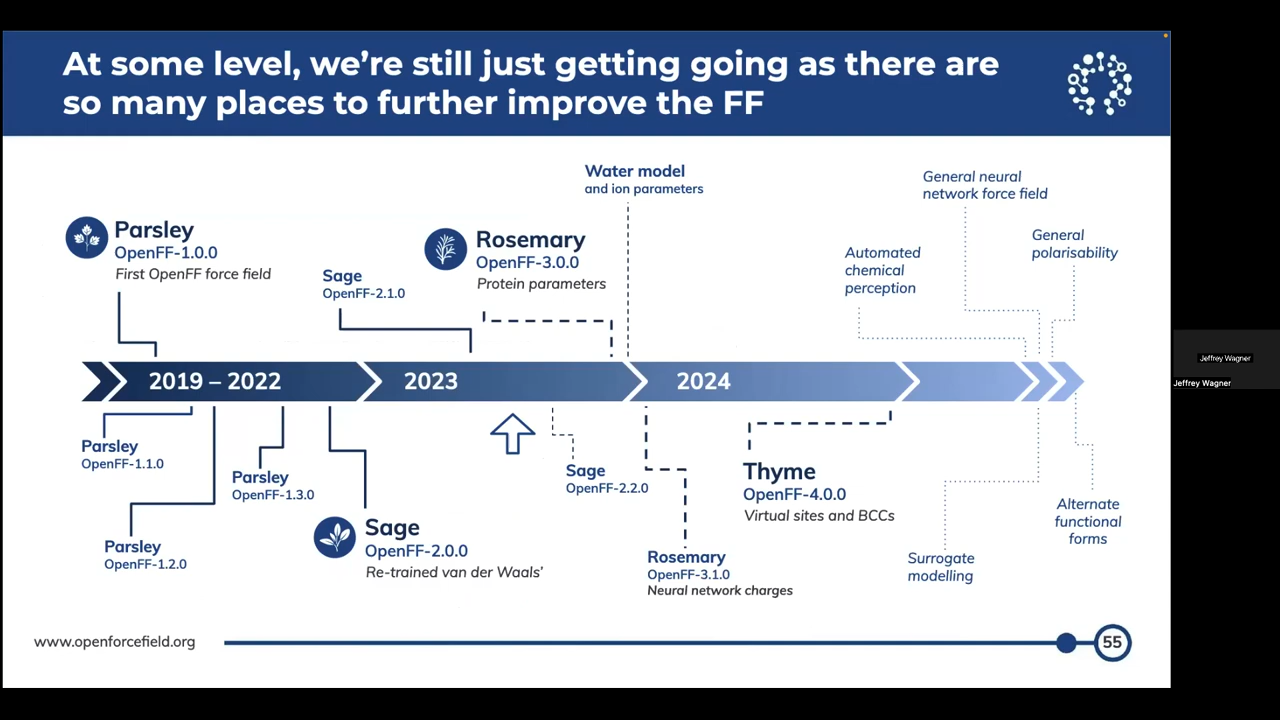 At some level, we're still just getting going as there are
so many places to further improve the FF
Water model
and ion parameters
General neural
network force field
Parsley
OpenFF-1.0.0
First OpenFF force field
Rosemary
OpenFF-3.0.0
Protein parameters
General
polarisability
Sage
OpenFF-2.1.0
Automated
chemical
perception
2019 – 2022
2023
2024
Parsley
OpenFF-1.1.0
Parsley
OpenFF-1.3.0
Sage
OpenFF-2.2.0
Thyme
OpenFF-4.0.0
Virtual sites and BCCs
Parsley
OpenFF-1.2.0
Sage
OpenFF-2.0.0
Re-trained van der Waals'
Rosemary
OpenFF-3.1.0
Neural network charges
Surrogate
modelling
Alternate
functional
forms
www.openforcefield.org
55
Jeffrey Wagner
Jeffrey Wagner